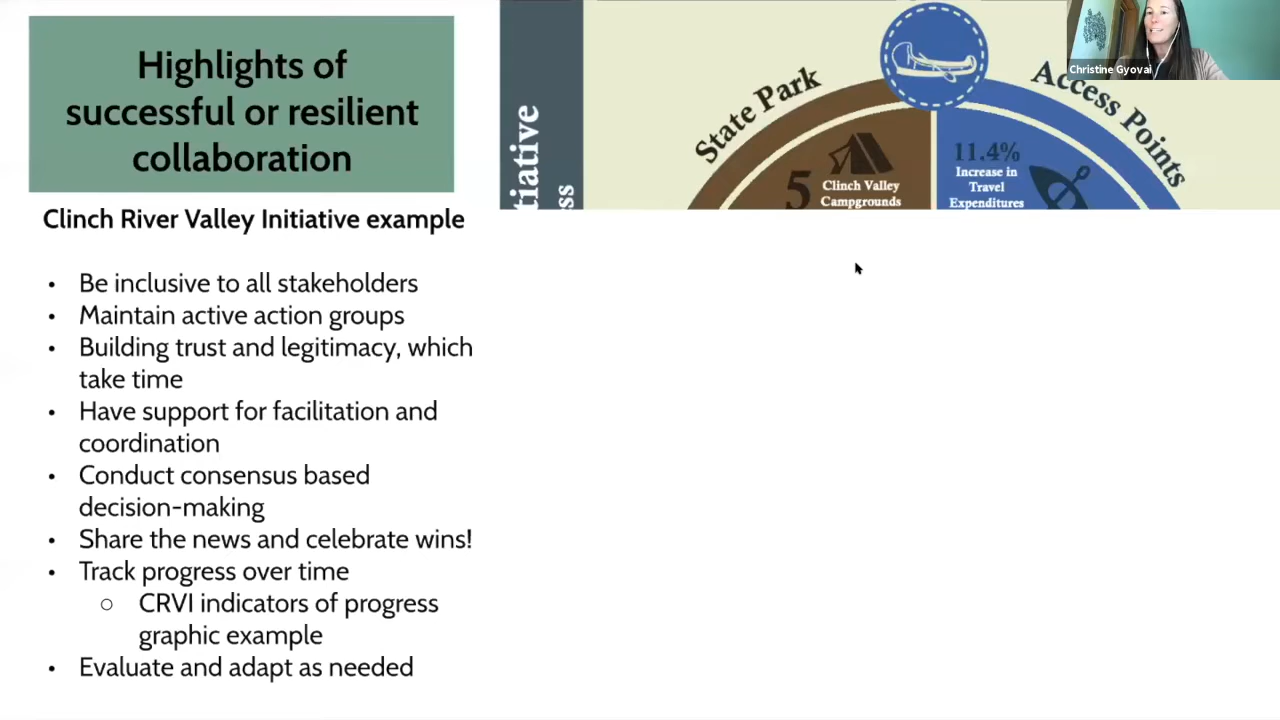 Highlights of
successful or resilient
collaboration
Clinch River Valley Initiative example
• Be inclusive to all stakeholders
• Maintain active action groups
• Building trust and legitimacy, which
take time
• Have support for facilitation and
coordination
• Conduct consensus based
decision-making
• Share the news and celebrate wins!
• Track progress over time
○ CRVI indicators of progress
graphic example
• Evaluate and adapt as needed
tiative
ss
State Park
5
Clinch Valley
Campgrounds
Access Points
11.4%
Increase in
Travel
Expenditures
Christine Gyovai